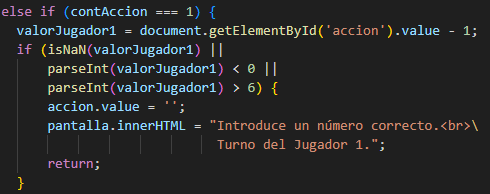 else if (contAccion === 1) {
valorJugador1 = document.getElementById('accion').value - 1;
if (isNaN(valorJugador1) ||
parseInt(valorJugador1) < 0 ||
parseInt(valorJugador1) > 6) {
accion.value = '';
pantalla.innerHTML = "Introduce un número correcto.<br>\
Turno del Jugador 1.";
return;
}